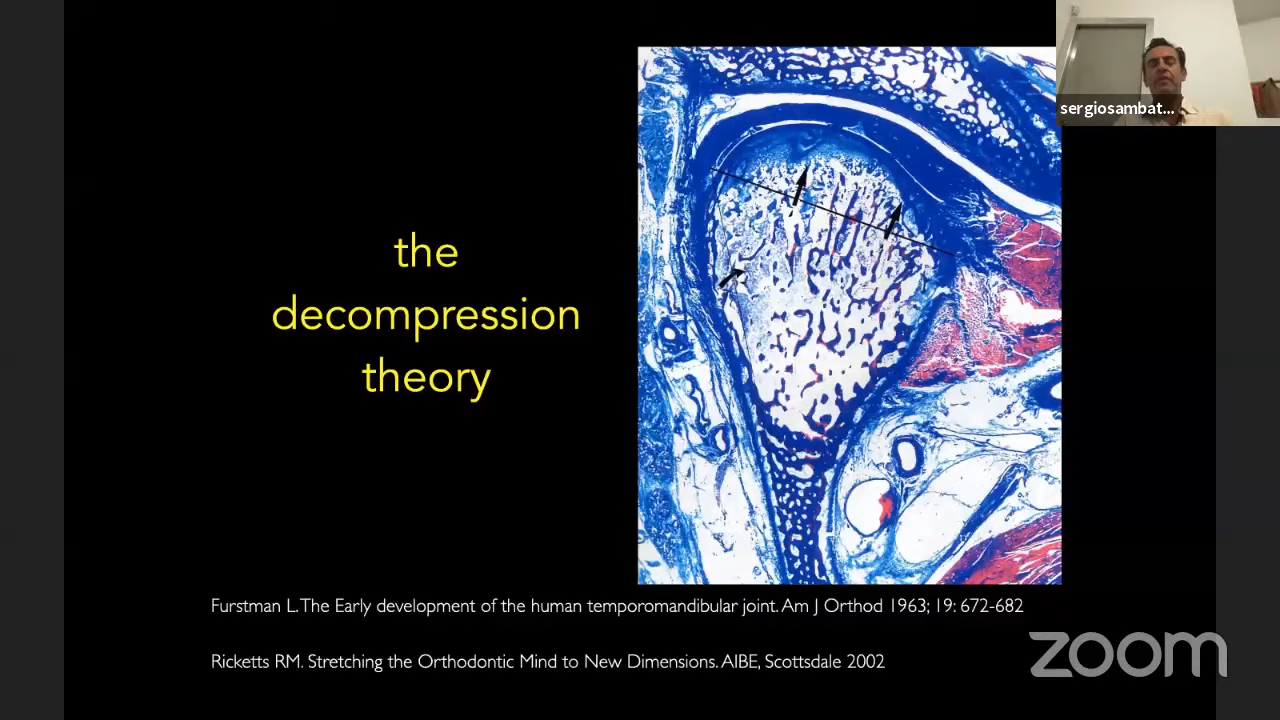 sergiosambat...
the
decompression
theory
Furstman L.The Early development of the human temporomandibular joint. Am J Orthod 1963; 19: 672-682
Ricketts RM. Stretching the Orthodontic Mind to New Dimensions. AIBE, Scottsdale 2002
zoom